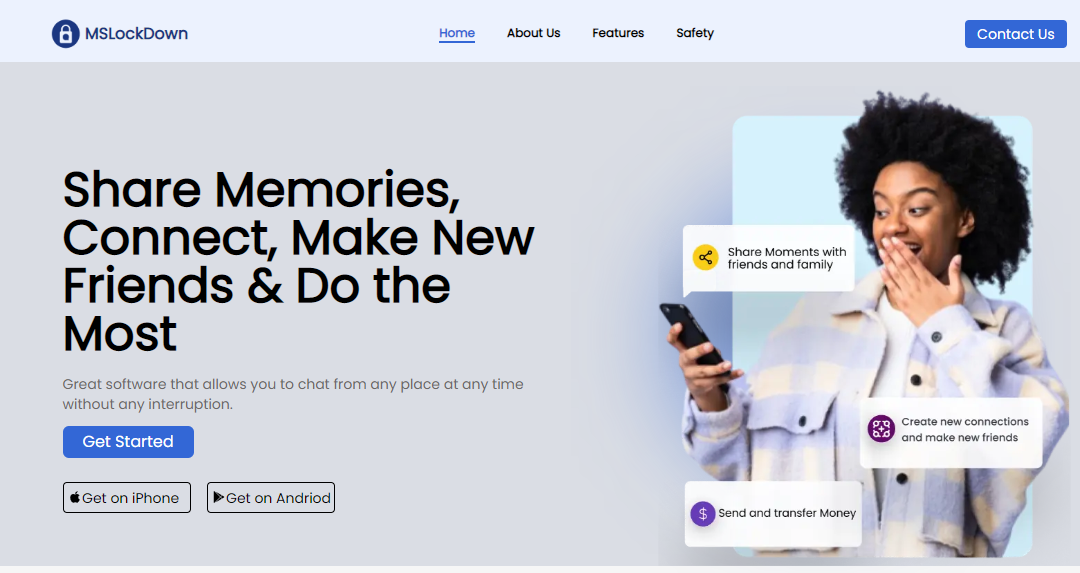 MSLockDown
Home
About Us
Features
Safety
Contact Us
Share Memories,
Connect, Make New
Friends & Do the
Most
Great software that allows you to chat from any place at any time
without any interruption.
Get Started
Get on iPhone
Get on Andriod
Share Moments with
friends and family
Create new connections
and make new friends
$
Send and transfer Money